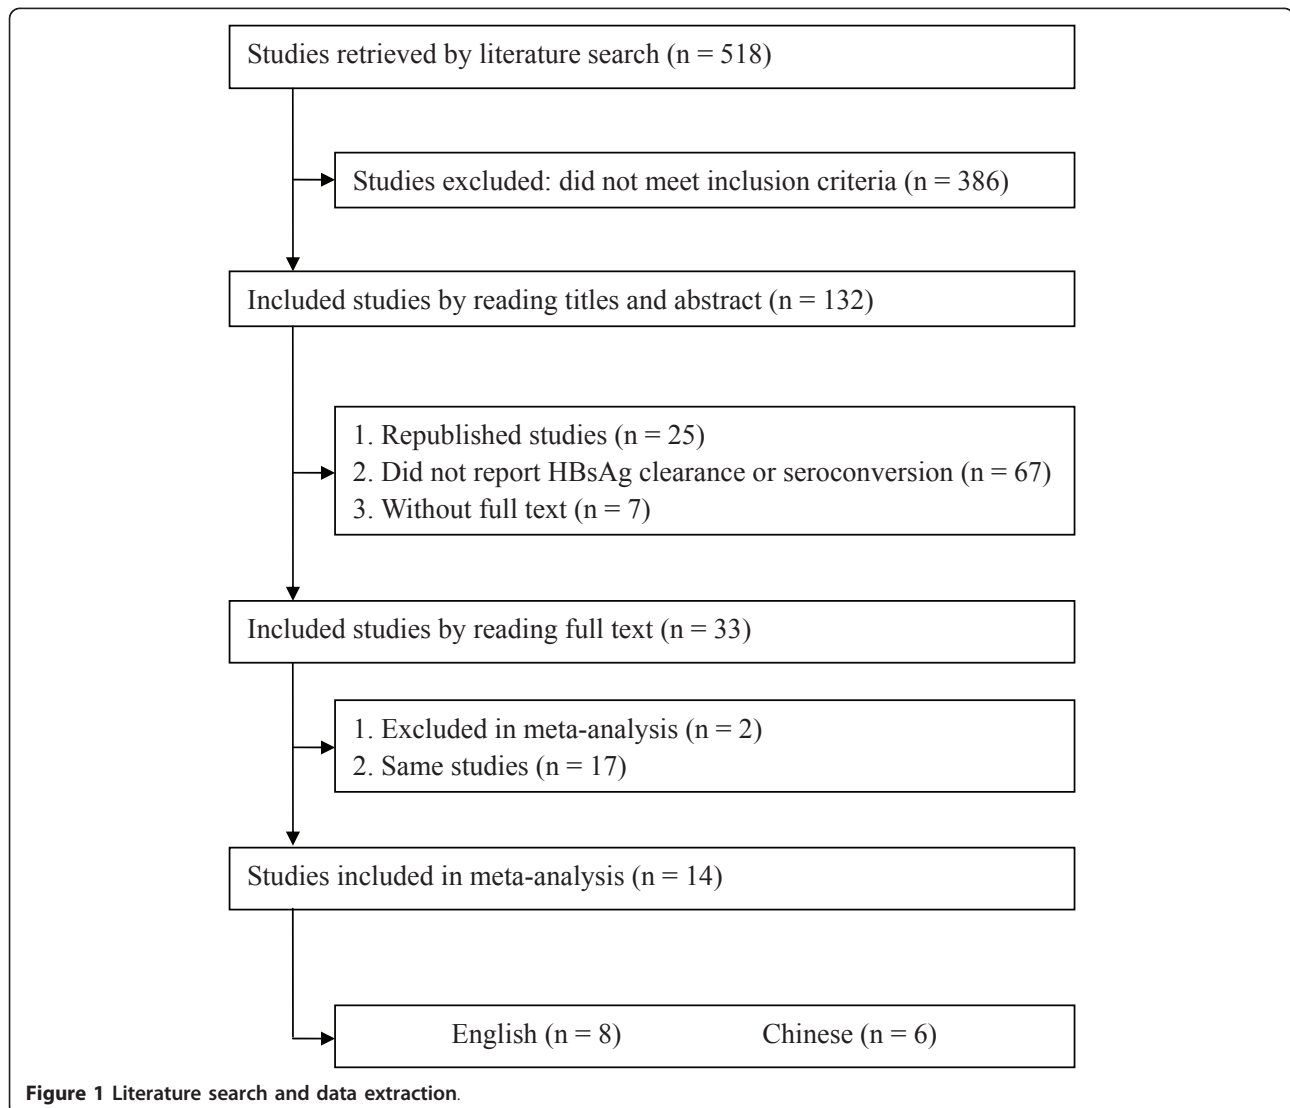 Studies retrieved by literature search (n = 518)
Studies excluded: did not meet inclusion criteria (n = 386)
Included studies by reading titles and abstract (n = 132)
1. Republished studies (n = 25)
2. Did not report HBsAg clearance or seroconversion (n = 67)
3. Without full text (n = 7)
Included studies by reading full text (n = 33)
1. Excluded in meta-analysis (n = 2)
2. Same studies (n = 17)
Studies included in meta-analysis (n = 14)
English (n = 8) Chinese (n = 6)
Figure 1 Literature search and data extraction.